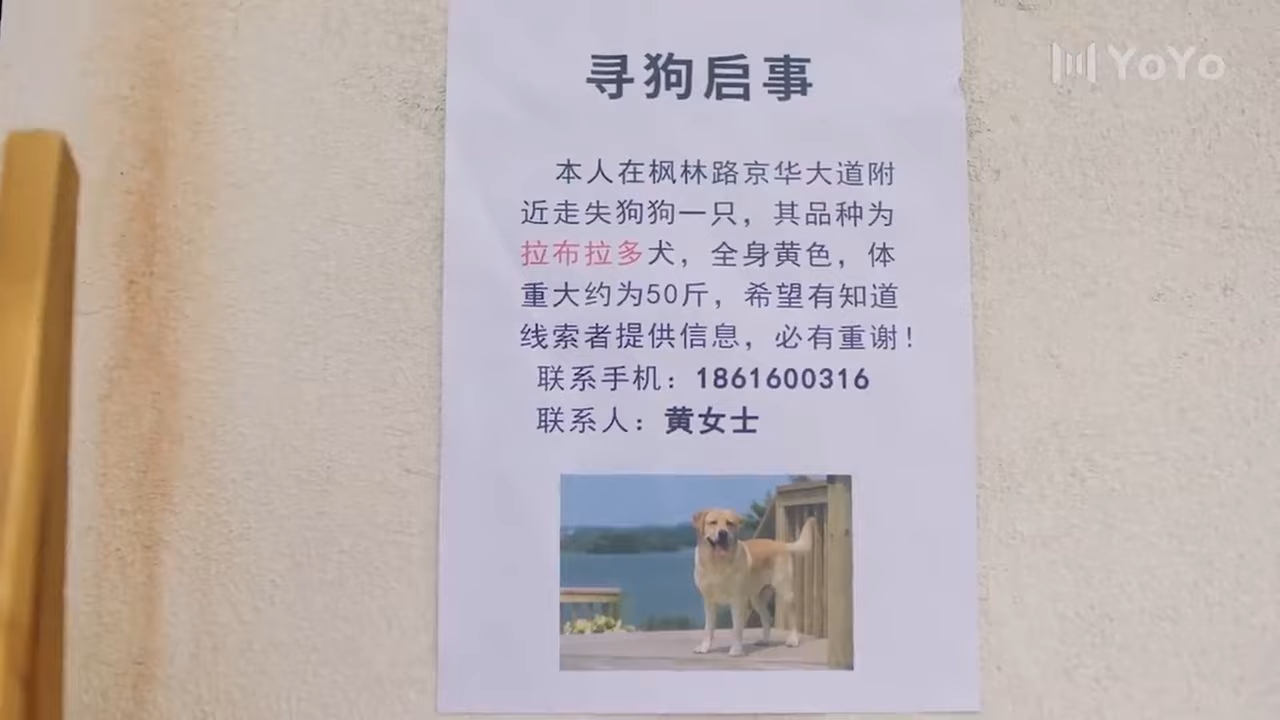 寻狗启事
YoYo
本人在枫林路京华大道附
近走失狗狗一只，其品种为
拉布拉多犬，全身黄色，体
重大约为50斤，希望有知道
线索者提供信息，必有重谢！
联系手机：1861600316
联系人：黄女士